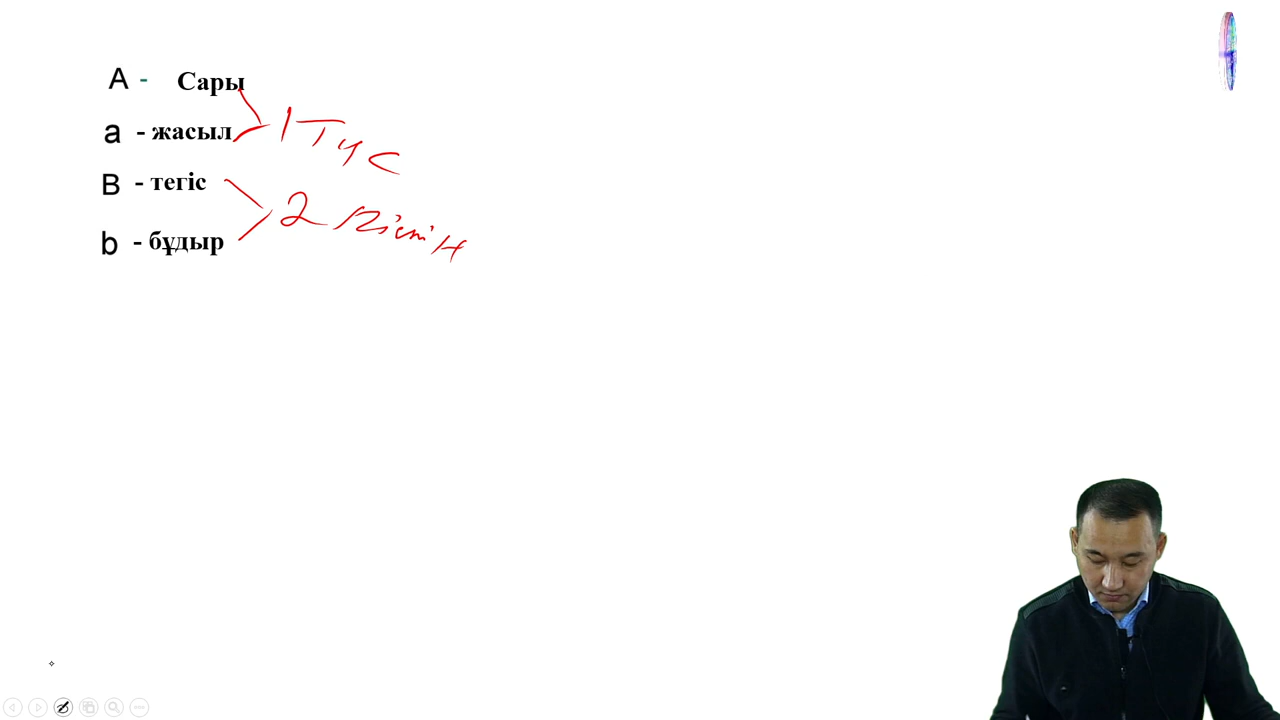 A - Сары
a - жасыл
1 Түс
B - тегіс
2 пішін
b - бұдыр